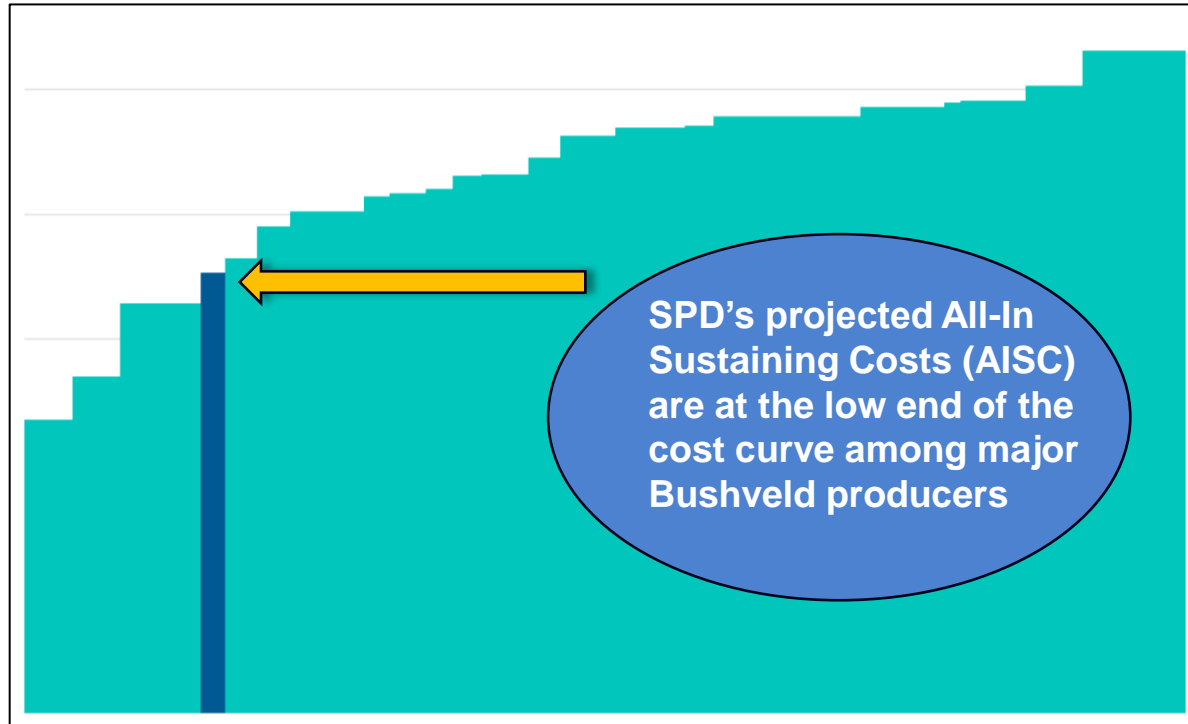 SPD’s projected All-In
Sustaining Costs (AISC)
are at the low end of the
cost curve among major
Bushveld producers